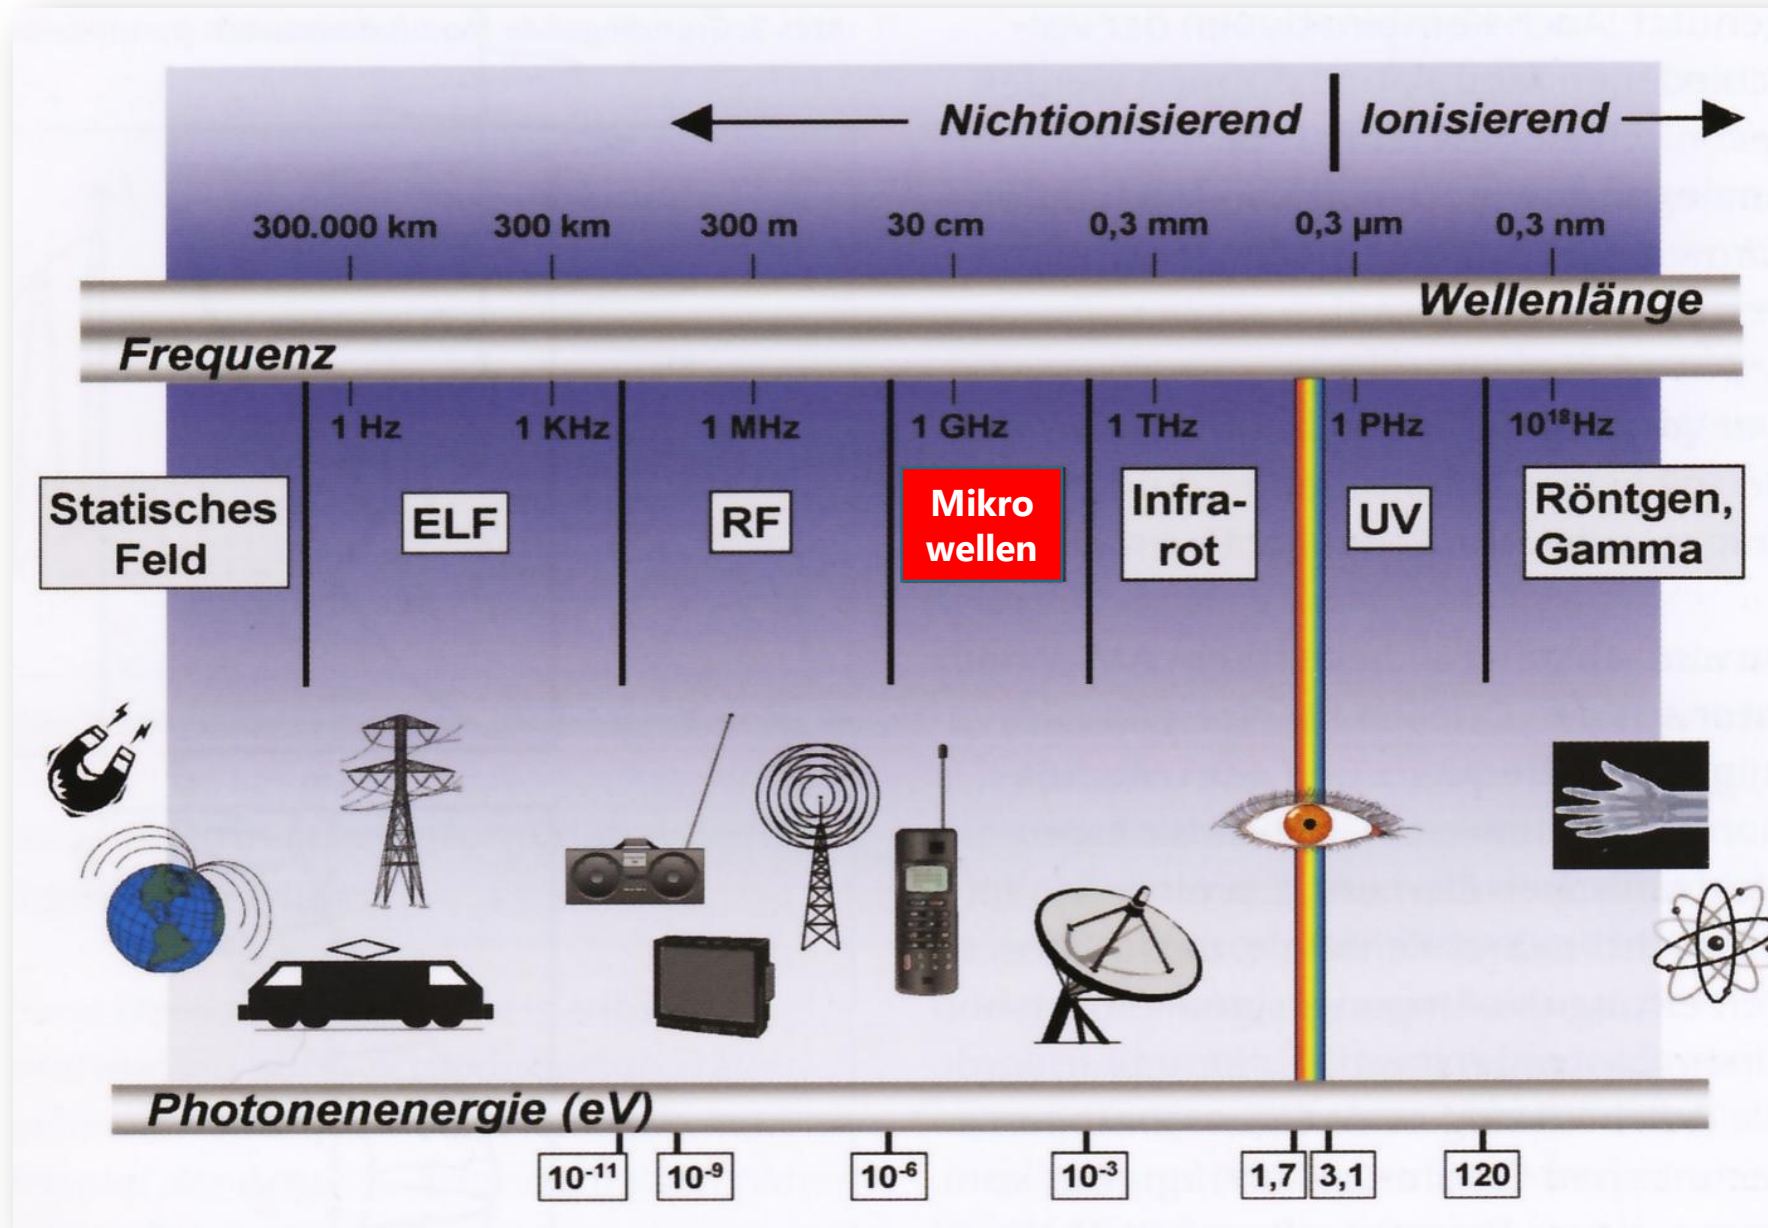 Nichtionisierend Ionisierend
300.000 km 300 km 300 m 30 cm 0,3 mm 0,3 µm 0,3 nm
Wellenlänge
Frequenz
1 Hz 1 KHz 1 MHz 1 GHz 1 THz 1 PHz 10¹⁸Hz
Statisches
Feld
ELF
RF
Mikro
wellen
Infra-
rot
UV
Röntgen,
Gamma
Photonenenergie (eV)
10⁻¹¹ 10⁻⁹ 10⁻⁶ 10⁻³ 1,7 3,1 120